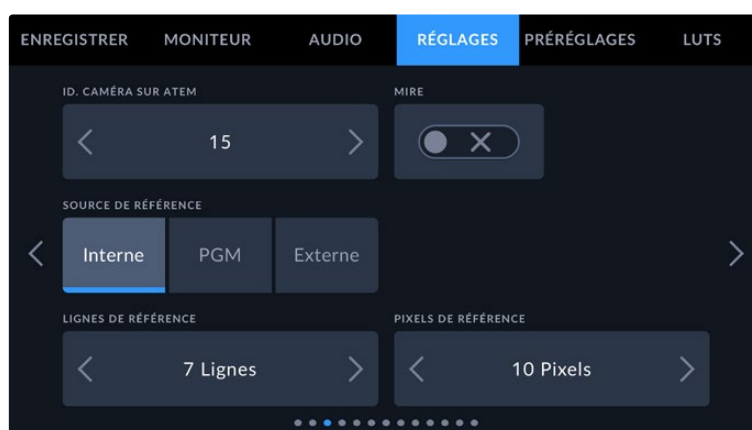 ENREGISTRER MONITEUR AUDIO RÉGLAGES PRÉRÉGLAGES LUTS
ID. CAMÉRA SUR ATEM MIRE
15
SOURCE DE RÉFÉRENCE
Interne PGM Externe
LIGNES DE RÉFÉRENCE PIXELS DE RÉFÉRENCE
7 Lignes 10 Pixels